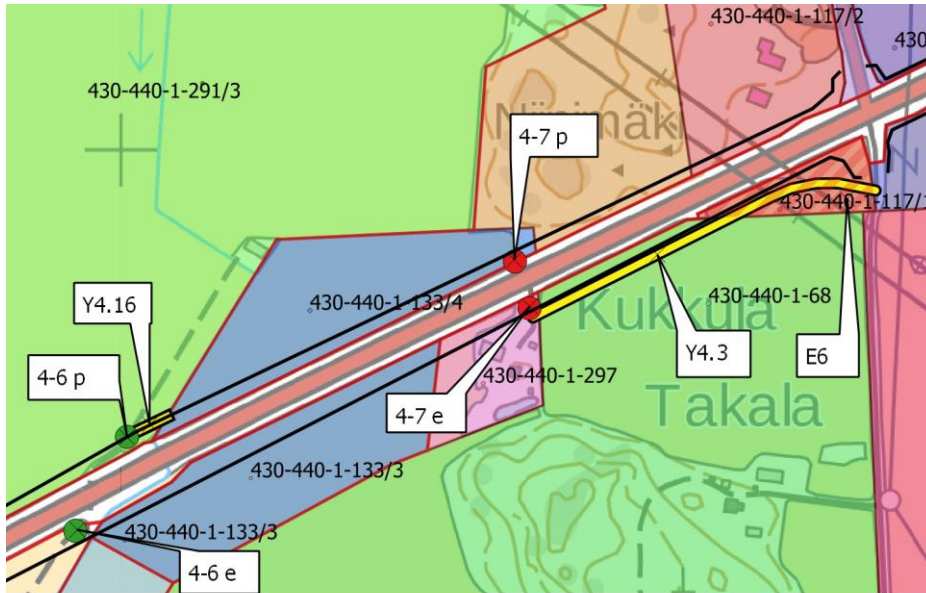 430-440-1-117/2
430
430-440-1-291/3
Niinimäki
4-7 p
430-440-1-117/
Y4.16
430-440-1-133/4
430-440-1-68
Kukkula
4-6 p
Y4.3
E6
430-440-1-297
4-7 e
Takala
430-440-1-133/3
430-440-1-133/3
4-6 e